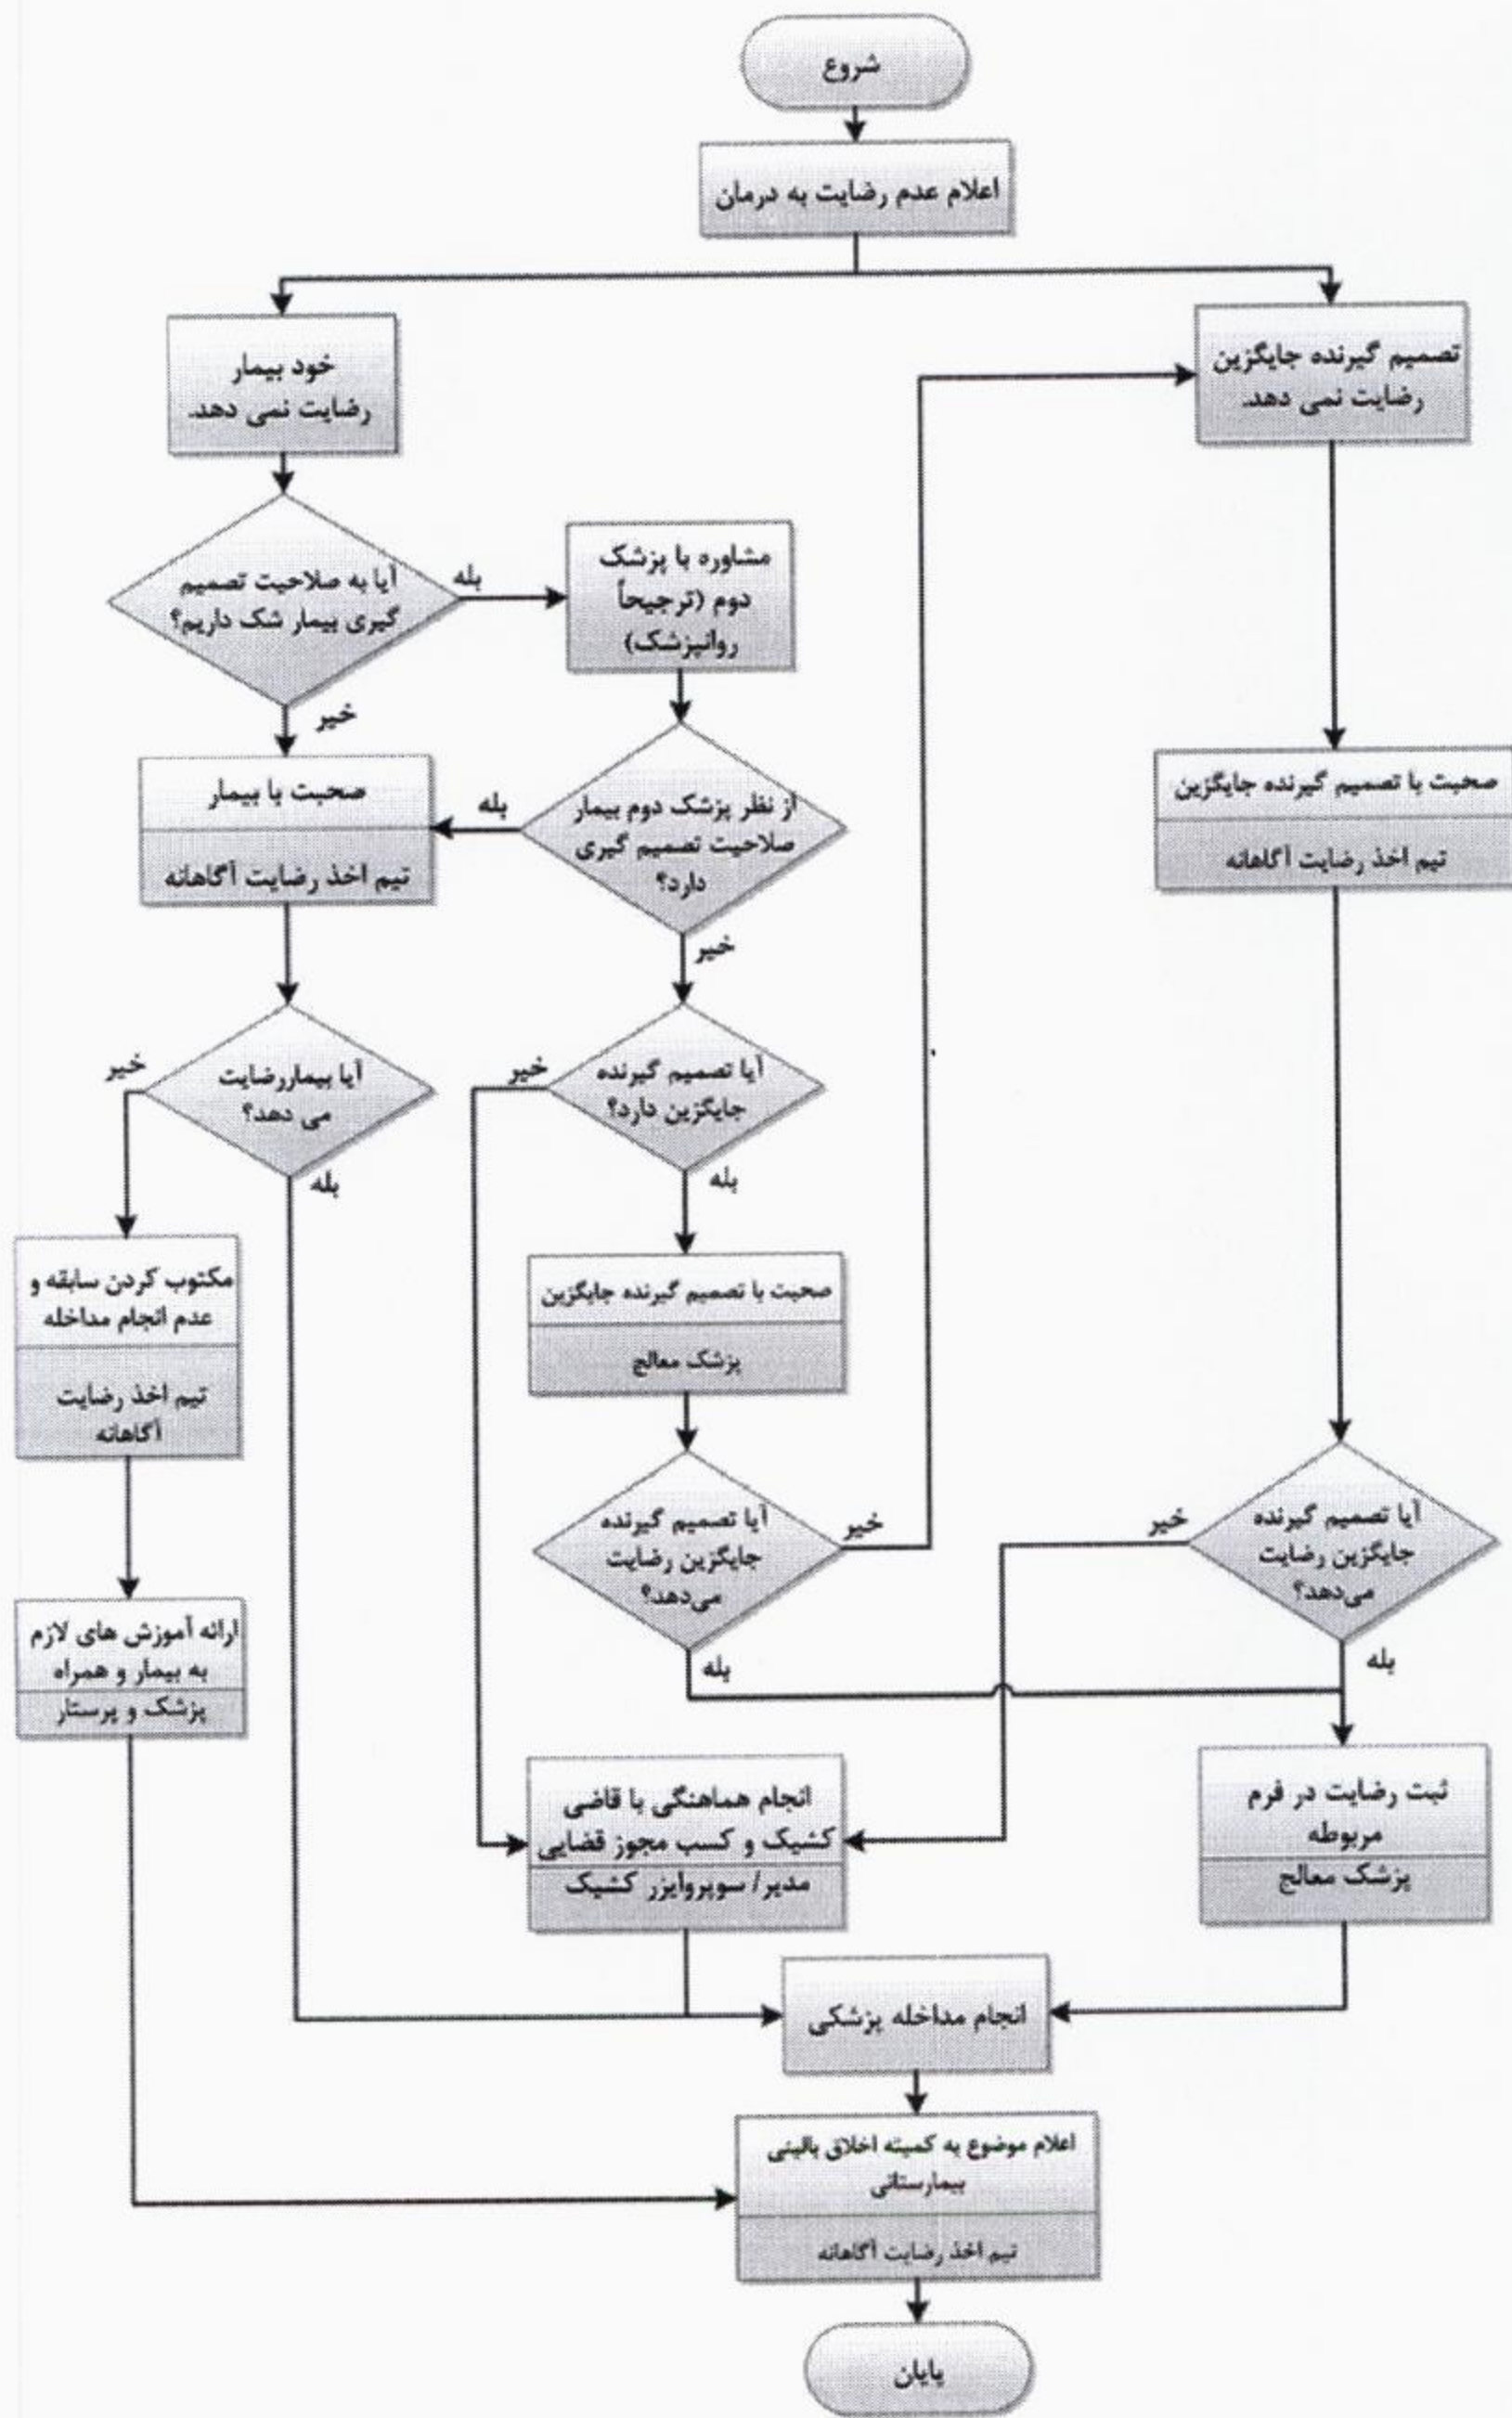 شروع
اعلام عدم رضایت به درمان
خود بیمار
رضایت نمی دهد.
تصمیم گیرنده جایگزین
رضایت نمی دهد.
آیا به صلاحیت تصمیم
گیری بیمار شک داریم؟
بله
خیر
مشاوره با پزشک
دوم (ترجیحاً
روانپزشک)
صحبت با بیمار
تیم اخذ رضایت آگاهانه
بله
از نظر پزشک دوم بیمار
صلاحیت تصمیم گیری
دارد؟
خیر
صحبت با تصمیم گیرنده جایگزین
تیم اخذ رضایت آگاهانه
خیر
آیا بیماررضایت
می دهد؟
بله
خیر
آیا تصمیم گیرنده
جایگزین دارد؟
بله
مکتوب کردن سابقه و
عدم انجام مداخله
تیم اخذ رضایت
آگاهانه
صحبت با تصمیم گیرنده جایگزین
پزشک معالج
آیا تصمیم گیرنده
جایگزین رضایت
می‌دهد؟
خیر
بله
خیر
آیا تصمیم گیرنده
جایگزین رضایت
می‌دهد؟
بله
ارائه آموزش های لازم
به بیمار و همراه
پزشک و پرستار
انجام هماهنگی با قاضی
کشیک و کسب مجوز قضایی
مدیر/ سوپروایزر کشیک
ثبت رضایت در فرم
مربوطه
پزشک معالج
انجام مداخله پزشکی
اعلام موضوع به کمیته اخلاق بالینی
بیمارستانی
تیم اخذ رضایت آگاهانه
پایان